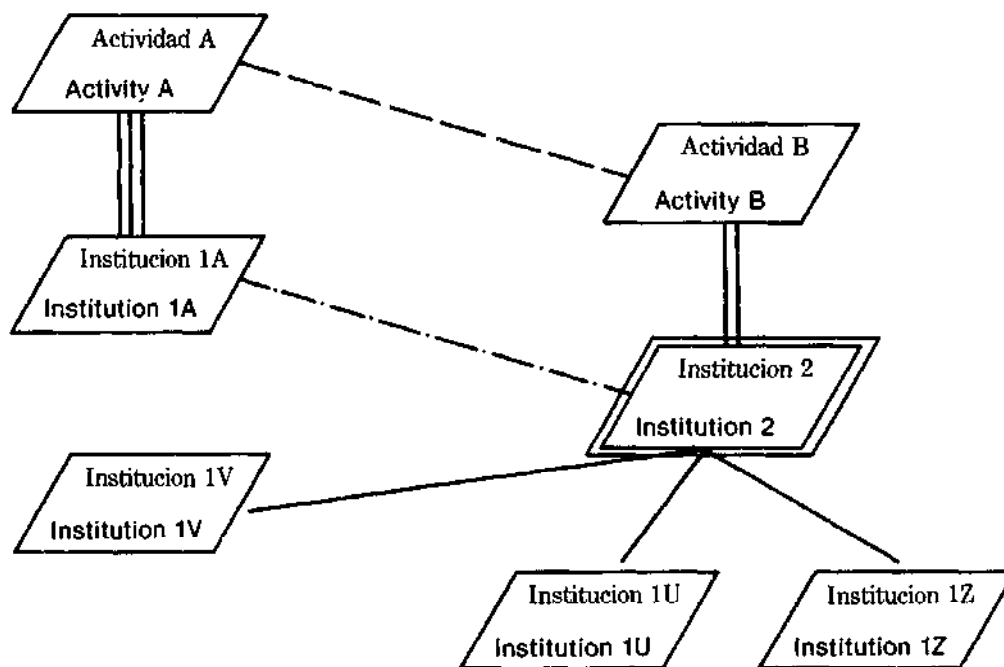 Actividad A
Activity A
Actividad B
Activity B
Institucion 1A
Institution 1A
Institucion 2
Institution 2
Institucion 1V
Institution 1V
Institucion 1U
Institution 1U
Institucion 1Z
Institution 1Z